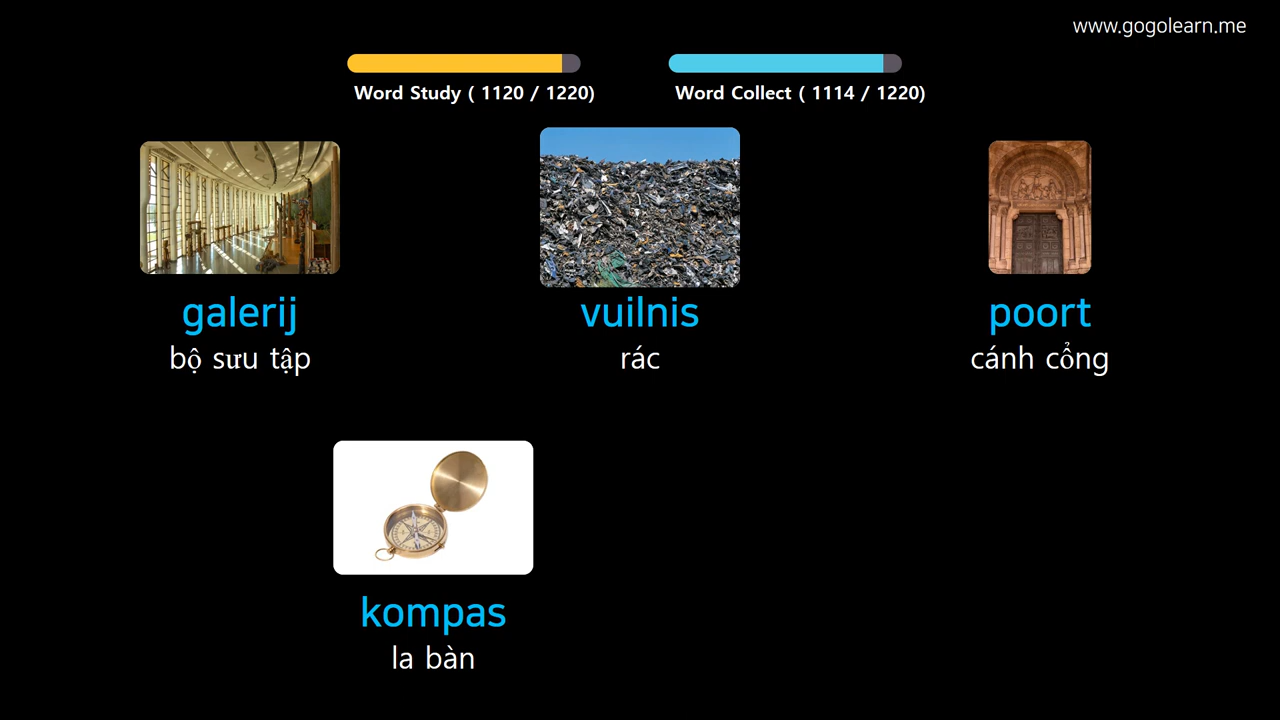 www.gogolearn.me
Word Study ( 1120 / 1220)
Word Collect ( 1114 / 1220)
galerij
bộ sưu tập
vuilnis
rác
poort
cánh cổng
kompas
la bàn